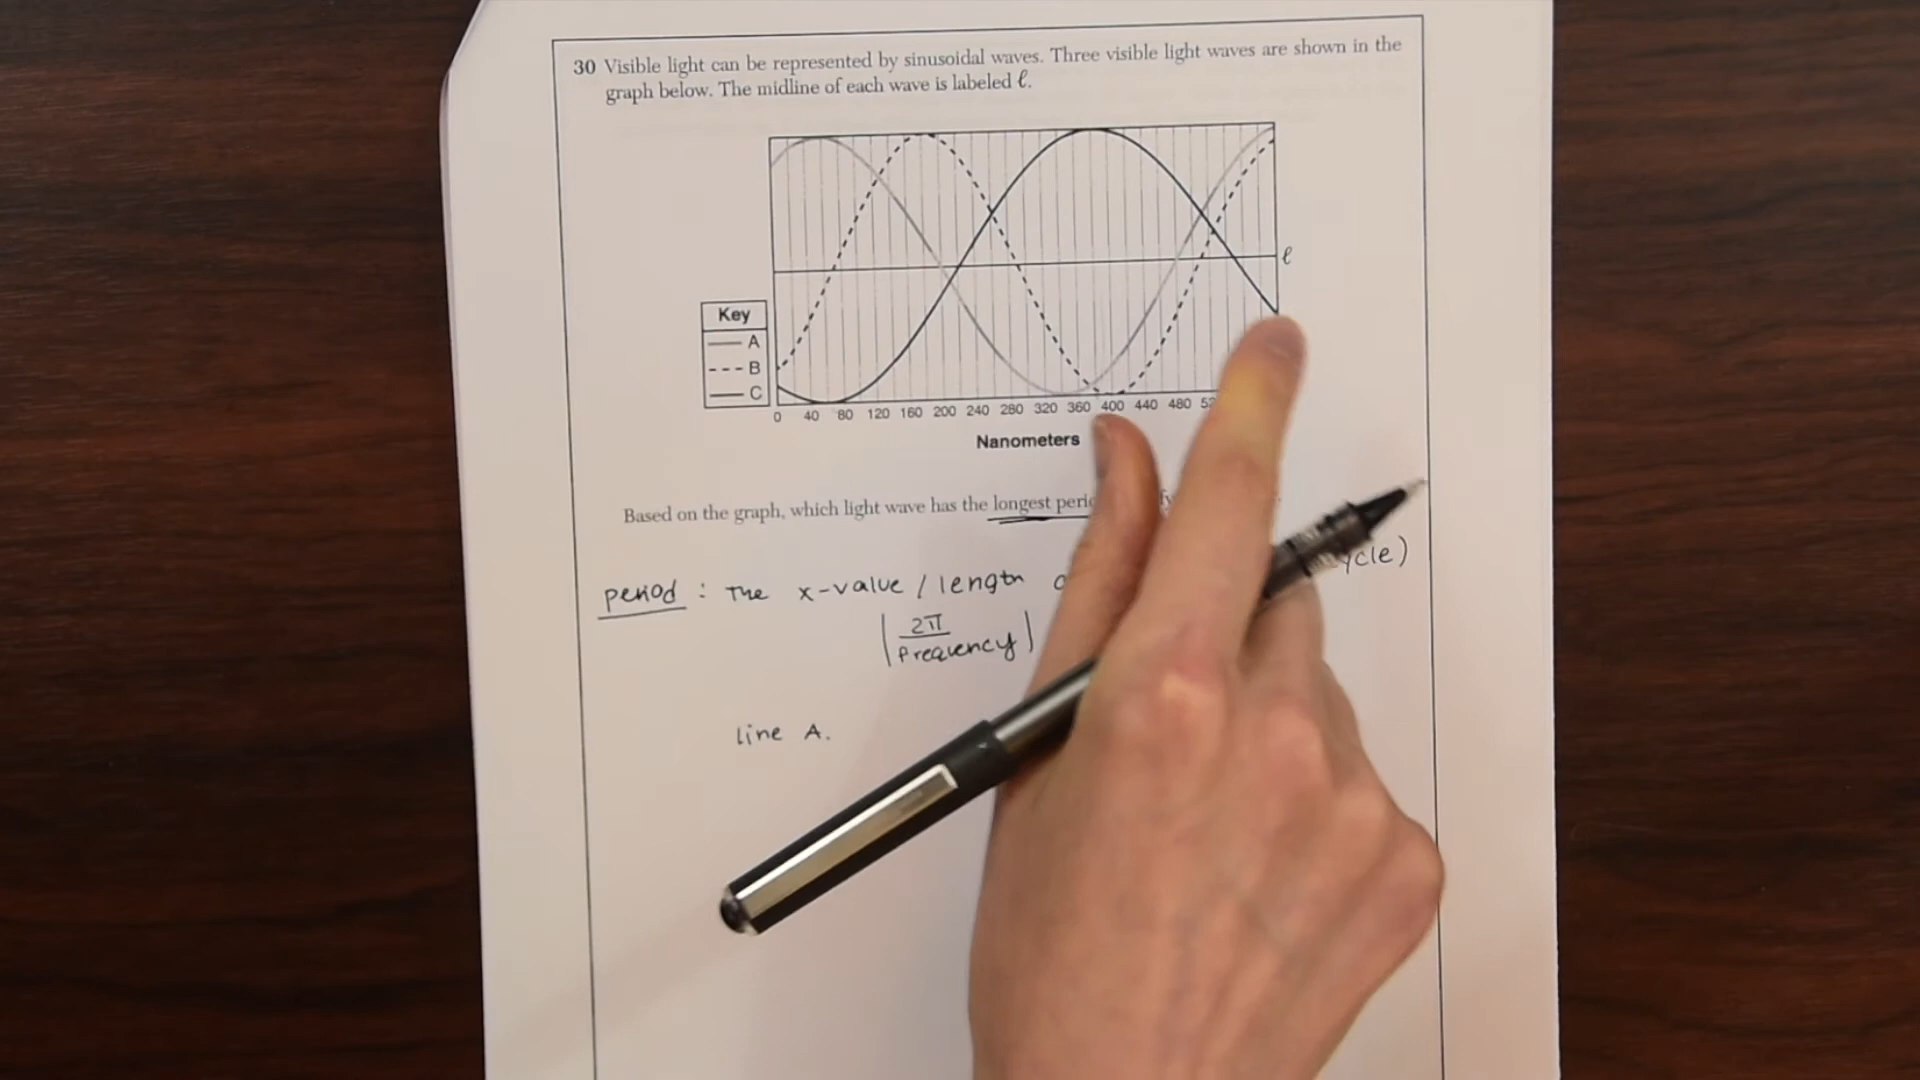 30 Visible light can be represented by sinusoidal waves. Three visible light waves are shown in the
graph below. The midline of each wave is labeled ℓ.
ℓ
Key
A
B
C
0 40 80 120 160 200 240 280 320 360 400 440 480
Nanometers
Based on the graph, which light wave has the longest
period : The x-value / length
|2π
frequency|
line A.